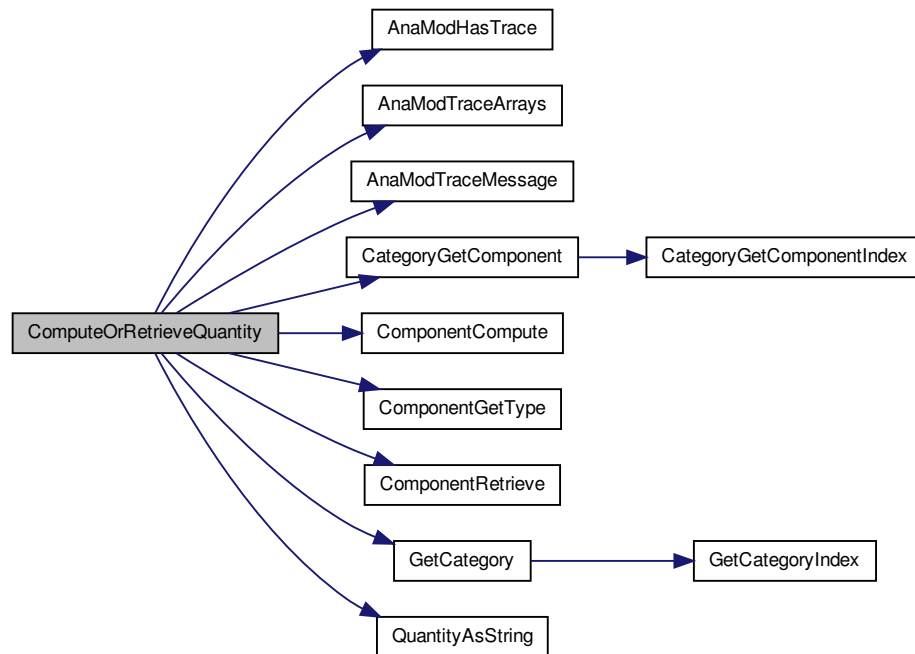 AnaModHasTrace
AnaModTraceArrays
AnaModTraceMessage
CategoryGetComponent
CategoryGetComponentIndex
ComputeOrRetrieveQuantity
ComponentCompute
ComponentGetType
ComponentRetrieve
GetCategory
GetCategoryIndex
QuantityAsString